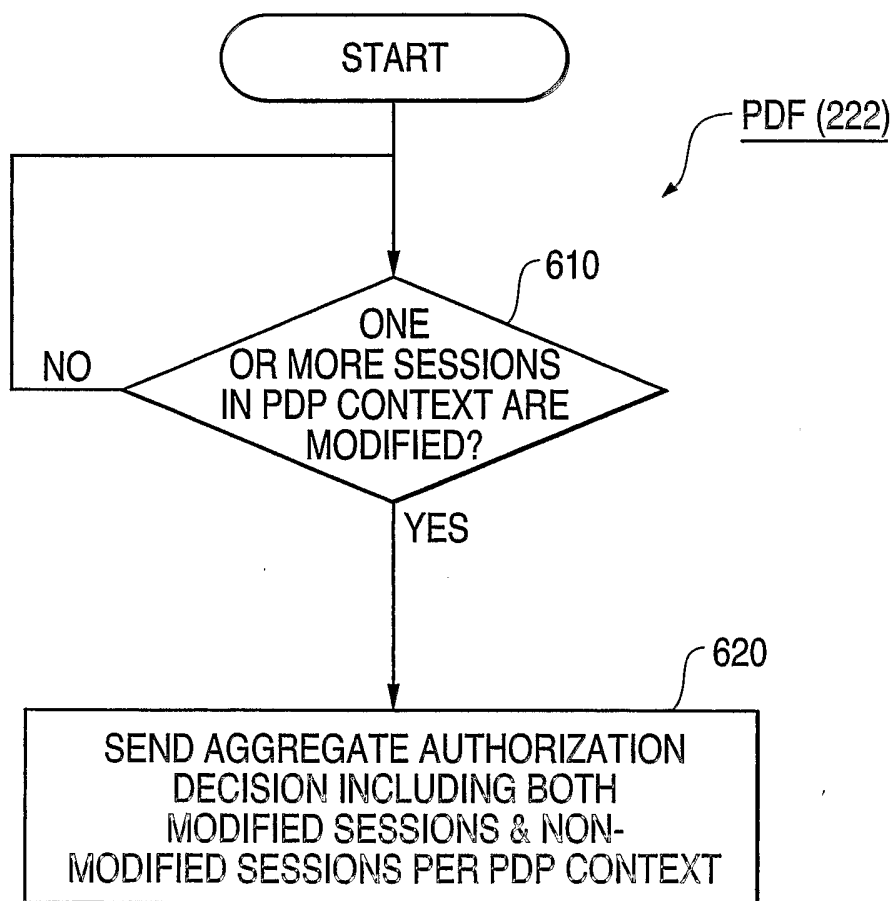 START
PDF (222)
610
ONE
OR MORE SESSIONS
IN PDP CONTEXT ARE
MODIFIED?
NO
YES
620
SEND AGGREGATE AUTHORIZATION
DECISION INCLUDING BOTH
MODIFIED SESSIONS & NON-
MODIFIED SESSIONS PER PDP CONTEXT